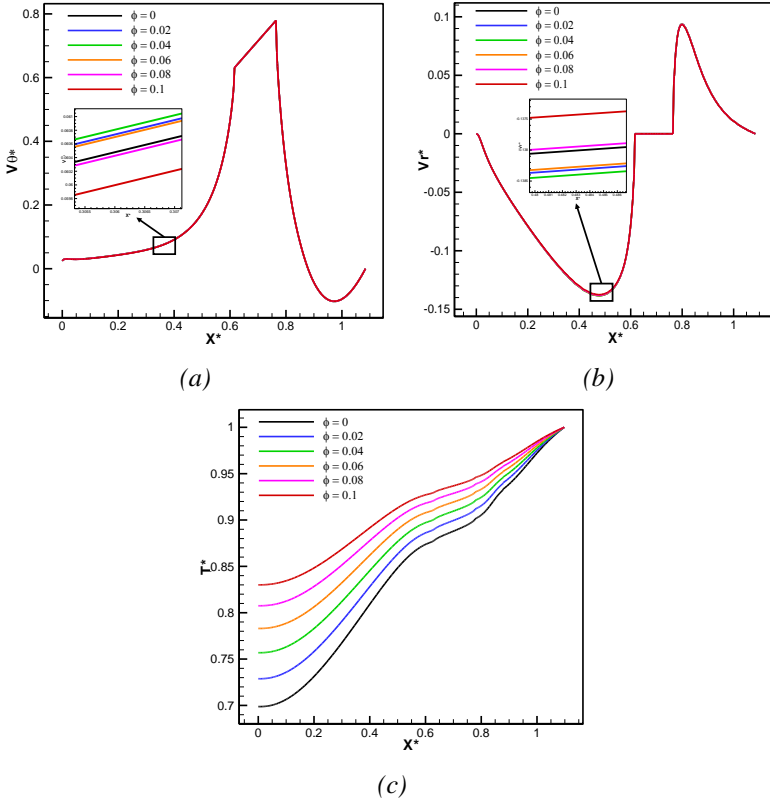 φ = 0
φ = 0.02
φ = 0.04
φ = 0.06
φ = 0.08
φ = 0.1
0.8
0.6
0.4
0.2
0
Vθ*
X*
0 0.2 0.4 0.6 0.8 1
X*
(a)
φ = 0
φ = 0.02
φ = 0.04
φ = 0.06
φ = 0.08
φ = 0.1
0.1
0.05
0
-0.05
-0.1
-0.15
Vr*
0 0.2 0.4 0.6 0.8 1
X*
(b)
φ = 0
φ = 0.02
φ = 0.04
φ = 0.06
φ = 0.08
φ = 0.1
1
0.95
0.9
0.85
0.8
0.75
0.7
T*
0 0.2 0.4 0.6 0.8 1
X*
(c)